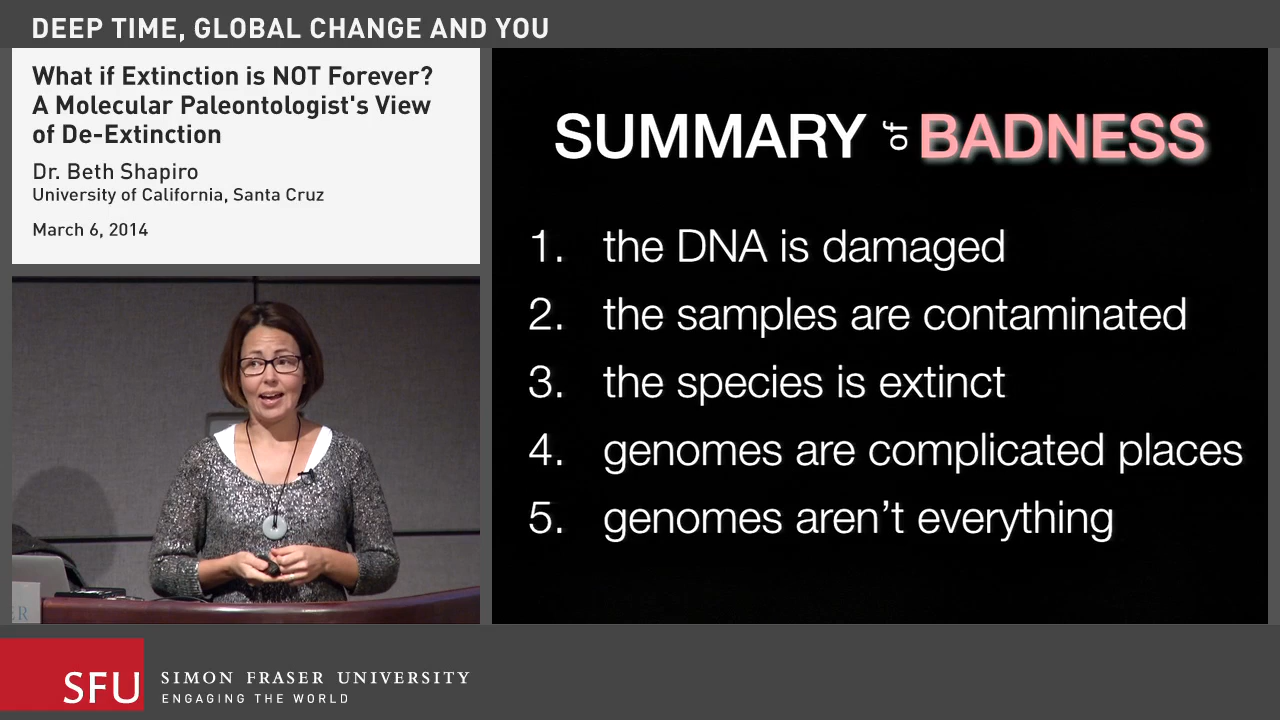 DEEP TIME, GLOBAL CHANGE AND YOU
What if Extinction is NOT Forever?
A Molecular Paleontologist's View
of De-Extinction
Dr. Beth Shapiro
University of California, Santa Cruz
March 6, 2014
SUMMARY of BADNESS
1. the DNA is damaged
2. the samples are contaminated
3. the species is extinct
4. genomes are complicated places
5. genomes aren't everything
SFU
SIMON FRASER UNIVERSITY
ENGAGING THE WORLD